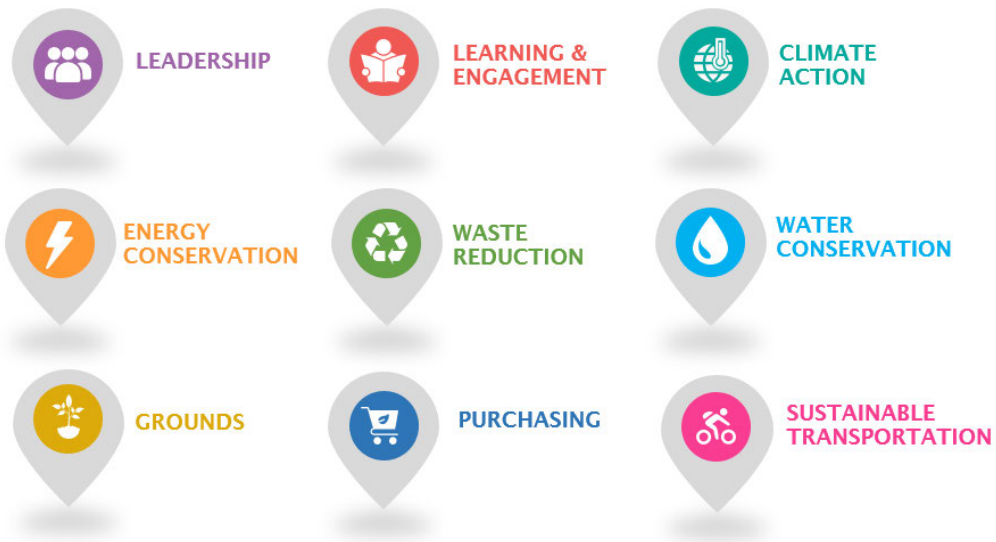 LEADERSHIP
LEARNING &
ENGAGEMENT
CLIMATE
ACTION
ENERGY
CONSERVATION
WASTE
REDUCTION
WATER
CONSERVATION
GROUNDS
PURCHASING
SUSTAINABLE
TRANSPORTATION